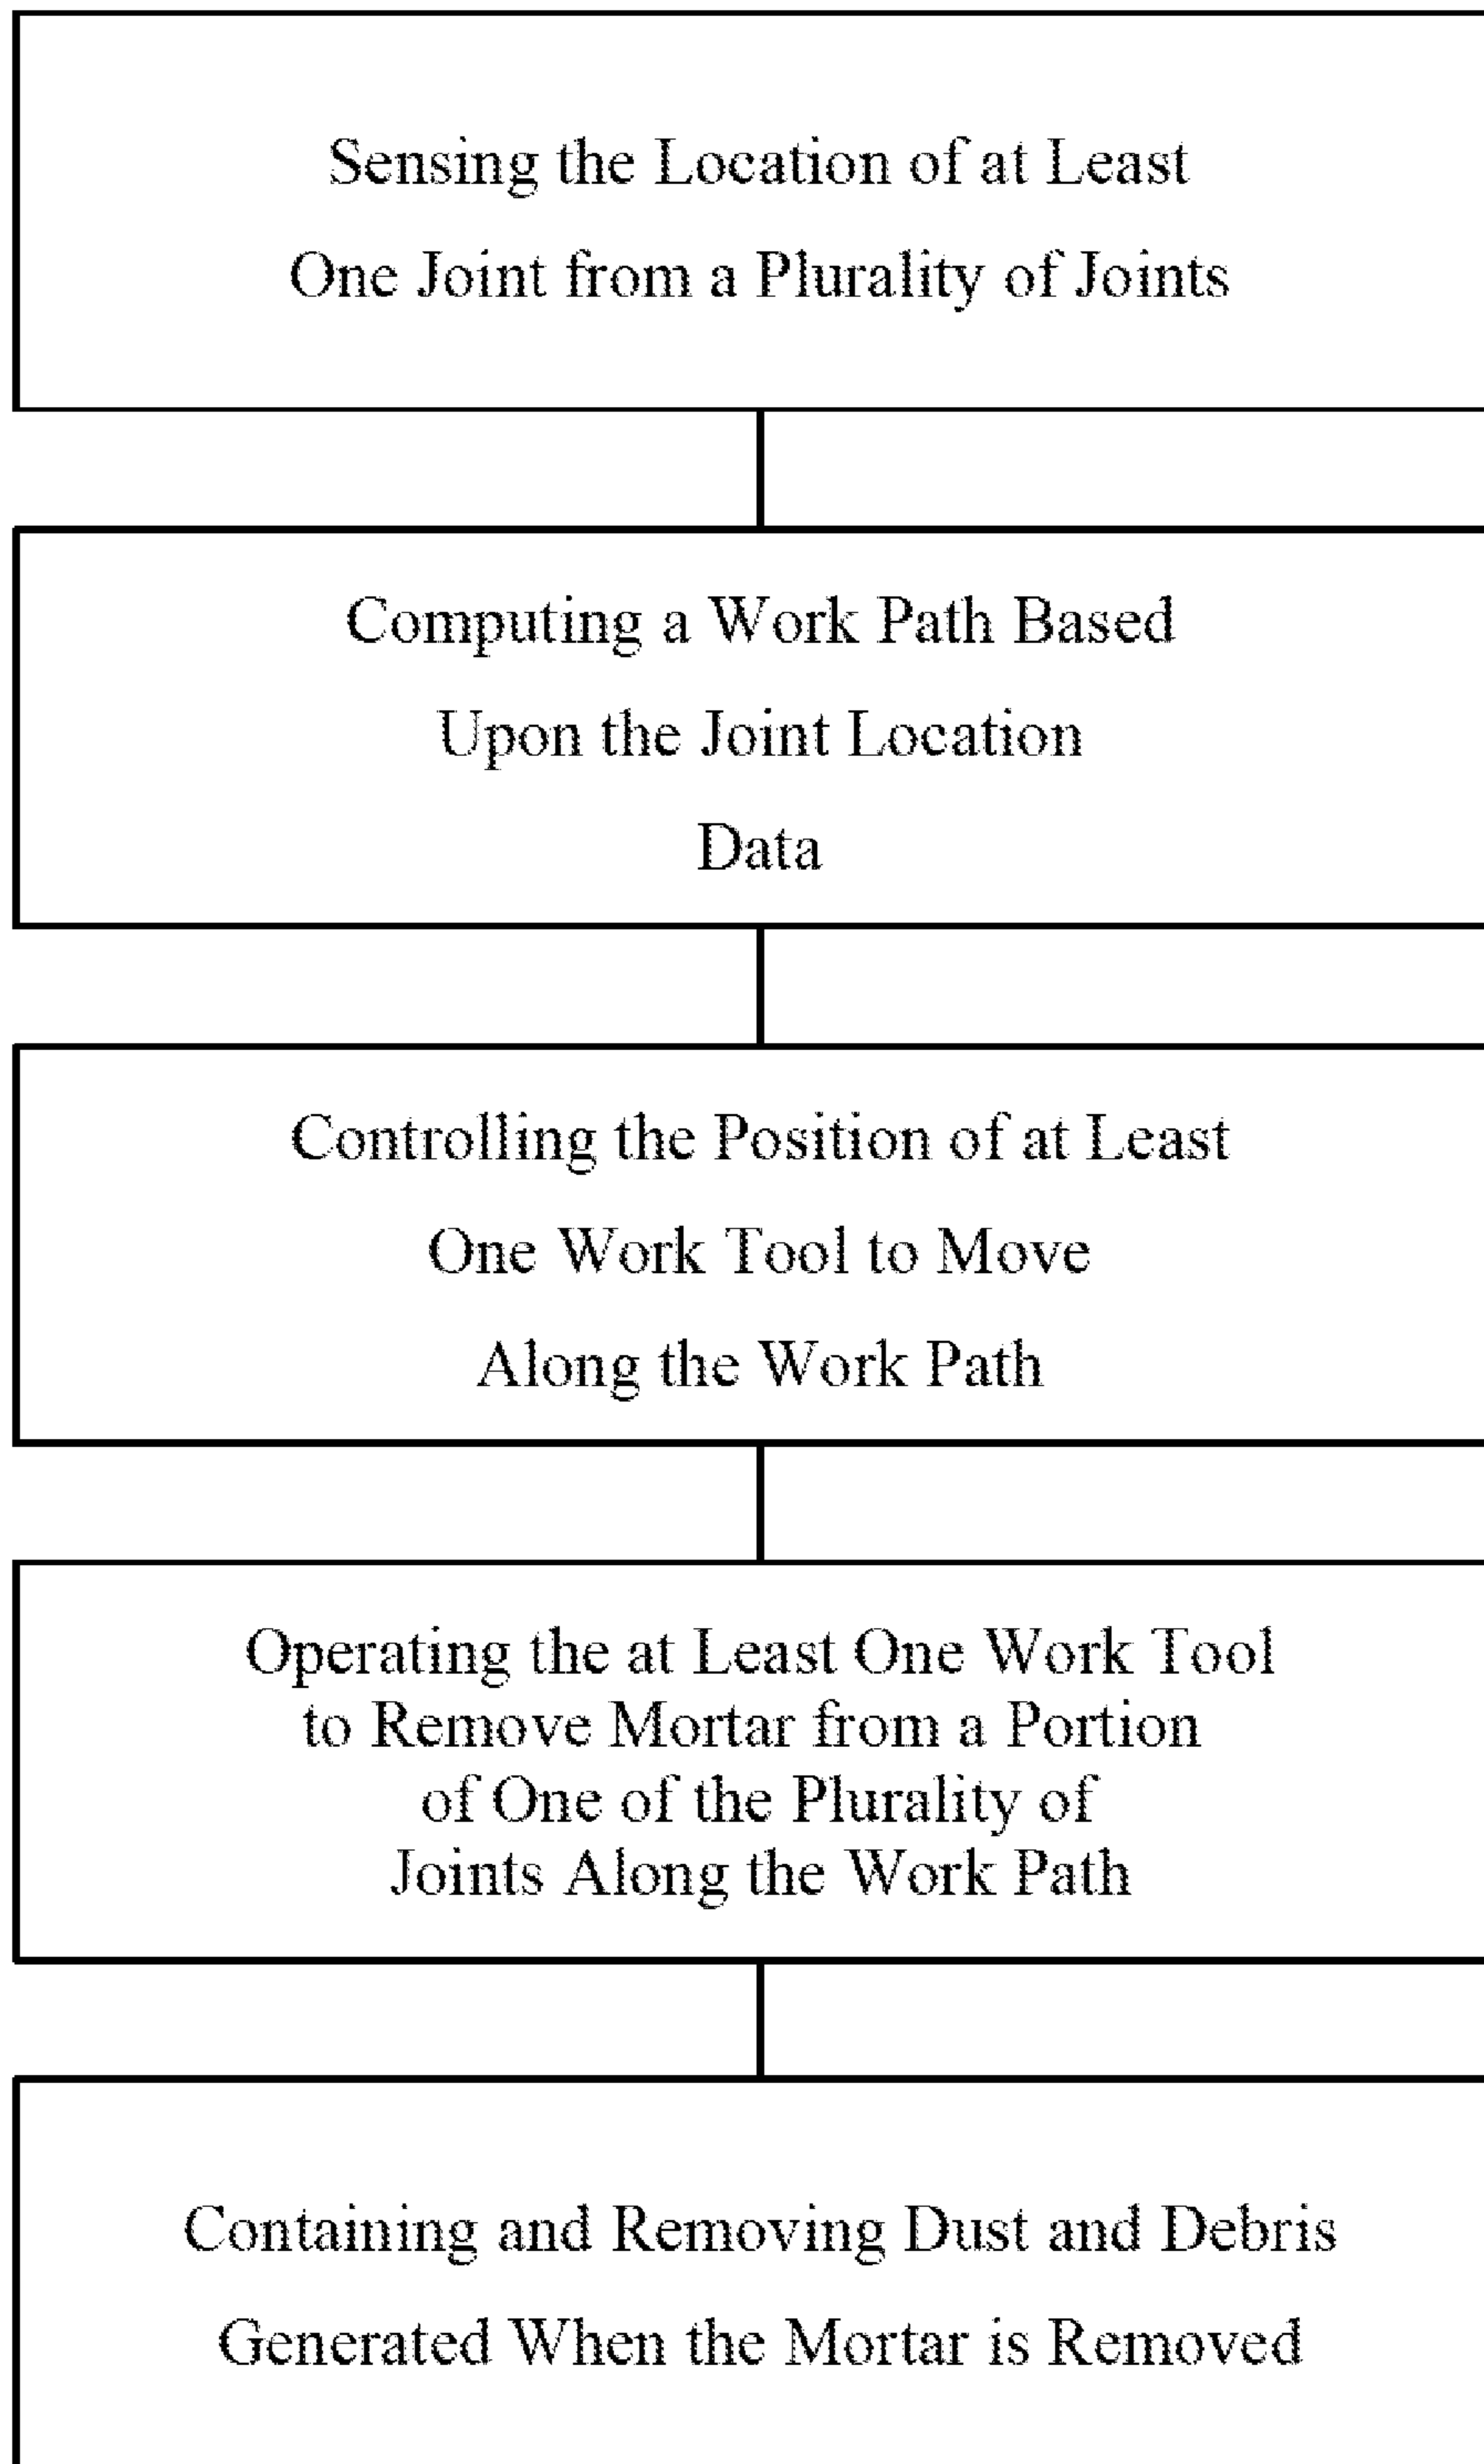 Sensing the Location of at Least
One Joint from a Plurality of Joints
Computing a Work Path Based
Upon the Joint Location
Data
Controlling the Position of at Least
One Work Tool to Move
Along the Work Path
Operating the at Least One Work Tool
to Remove Mortar from a Portion
of One of the Plurality of
Joints Along the Work Path
Containing and Removing Dust and Debris
Generated When the Mortar is Removed